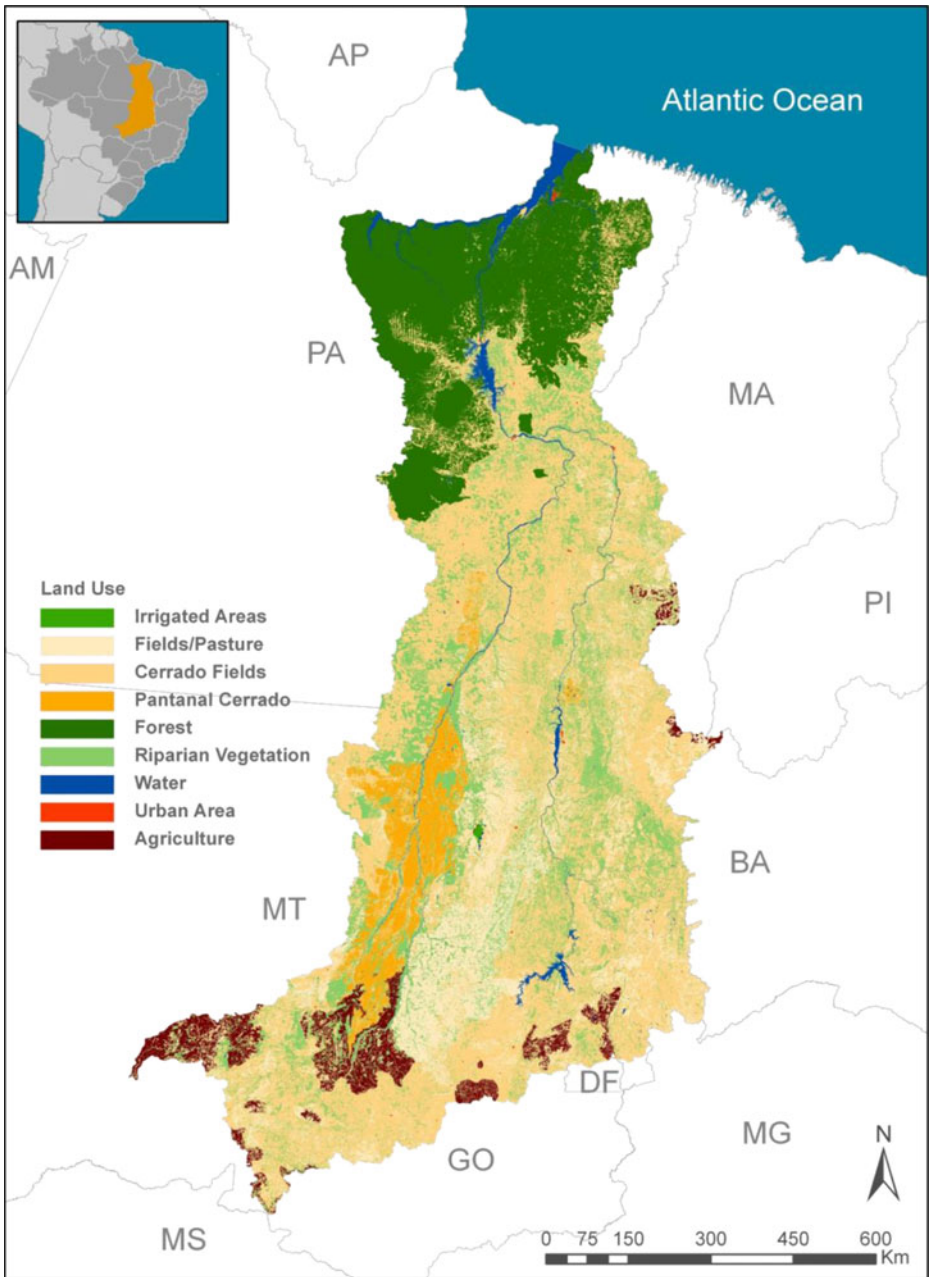 AP
Atlantic Ocean
AM
PA
MA
PI
Land Use
Irrigated Areas
Fields/Pasture
Cerrado Fields
Pantanal Cerrado
Forest
Riparian Vegetation
Water
Urban Area
Agriculture
BA
MT
DF
MG
GO
N
MS
0 75 150 300 450 600
Km